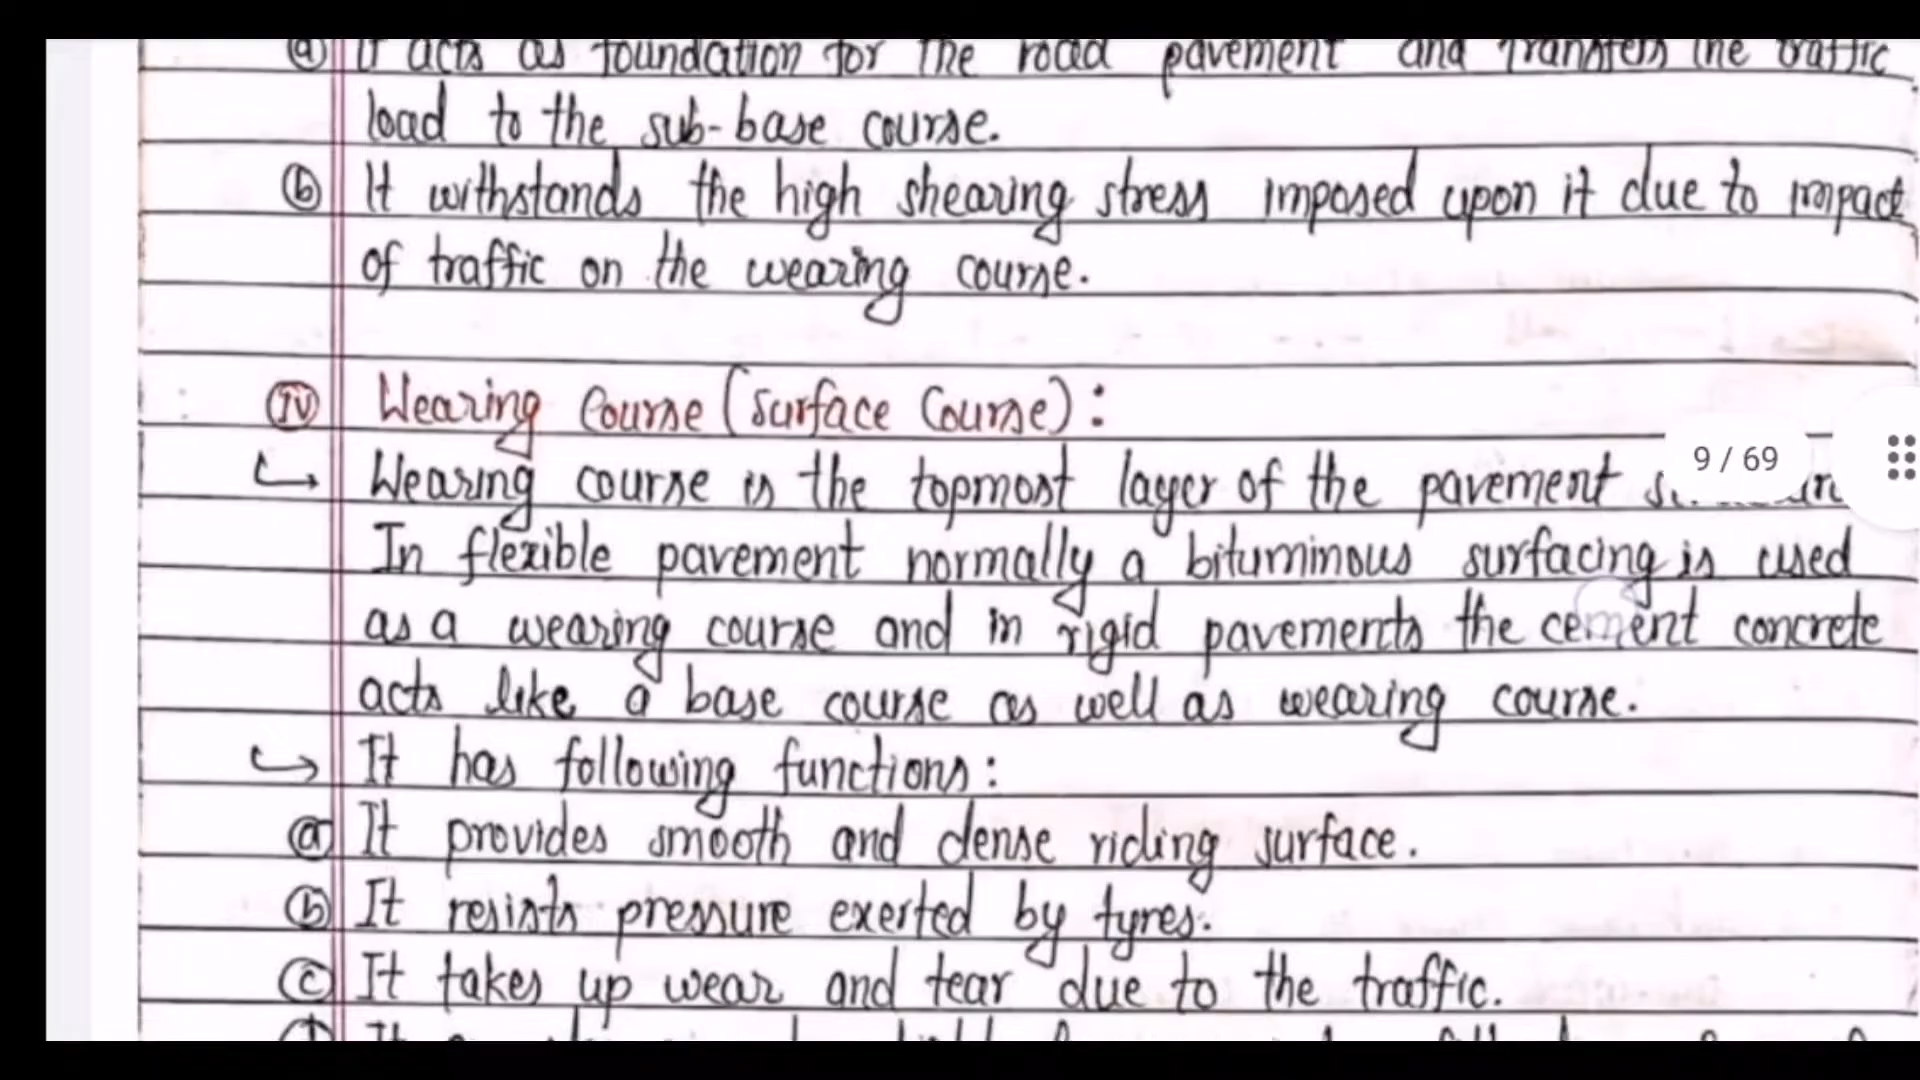 (a) It acts as foundation for the road pavement and transfers the traffic
load to the sub-base course.
(b) It withstands the high shearing stress imposed upon it due to impact
of traffic on the wearing course.
(iv) Wearing Course (Surface Course):
↳ Wearing course is the topmost layer of the pavement
9 / 69
In flexible pavement normally a bituminous surfacing is used
as a wearing course and in rigid pavements the cement concrete
acts like a base course as well as wearing course.
↳ It has following functions:
(a) It provides smooth and dense riding surface.
(b) It resists pressure exerted by tyres.
(c) It takes up wear and tear due to the traffic.